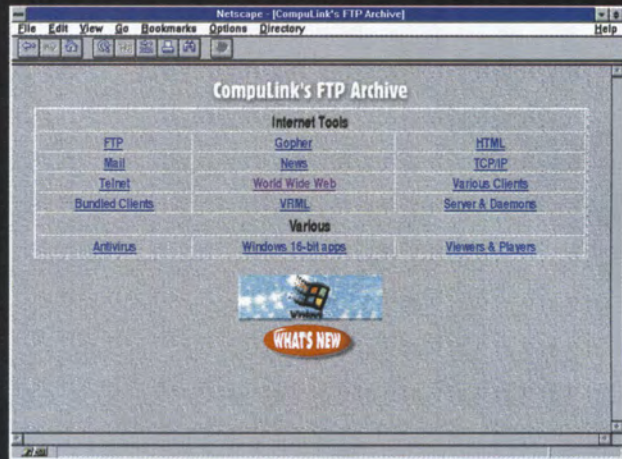 Netscape - [CompuLink's FTP Archive]
File Edit View Go Bookmarks Options Directory Help
CompuLink's FTP Archive
Internet Tools
FTP Gopher HTML
Mail News TCP/IP
Telnet World Wide Web Various Clients
Bundled Clients VRML Server & Daemons
Various
Antivirus Windows 16-bit apps Viewers & Players
Windows
WHAT'S NEW